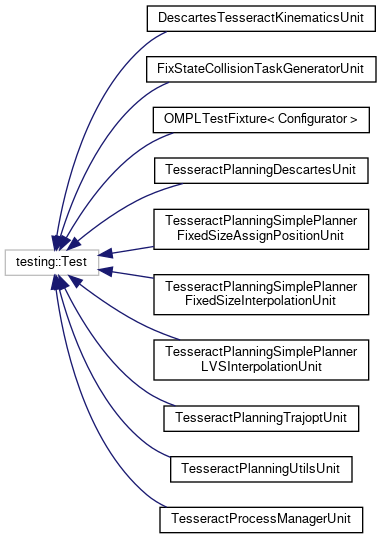 DescartesTesseractKinematicsUnit
FixStateCollisionTaskGeneratorUnit
OMPLTestFixture< Configurator >
TesseractPlanningDescartesUnit
TesseractPlanningSimplePlanner
FixedSizeAssignPositionUnit
testing::Test
TesseractPlanningSimplePlanner
FixedSizeInterpolationUnit
TesseractPlanningSimplePlanner
LVSInterpolationUnit
TesseractPlanningTrajoptUnit
TesseractPlanningUtilsUnit
TesseractProcessManagerUnit